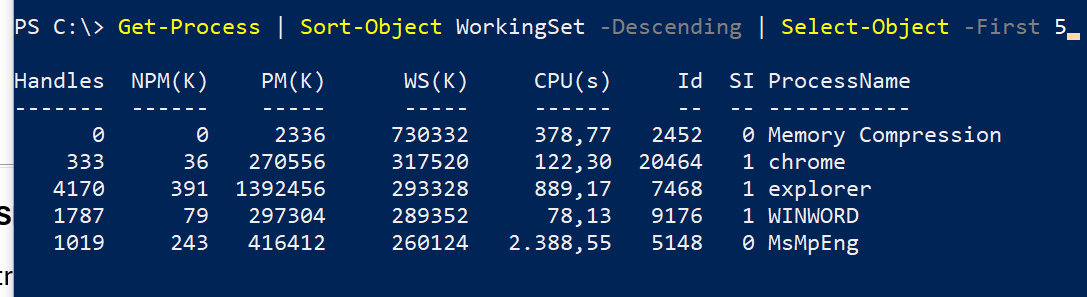 PS C:\> Get-Process | Sort-Object WorkingSet -Descending | Select-Object -First 5
Handles NPM(K) PM(K) WS(K) CPU(s) Id SI ProcessName
------- ------ ----- ----- ------ -- -- -----------
0 0 2336 730332 378,77 2452 0 Memory Compression
333 36 270556 317520 122,30 20464 1 chrome
4170 391 1392456 293328 889,17 7468 1 explorer
1787 79 297304 289352 78,13 9176 1 WINWORD
1019 243 416412 260124 2.388,55 5148 0 MsMpEng